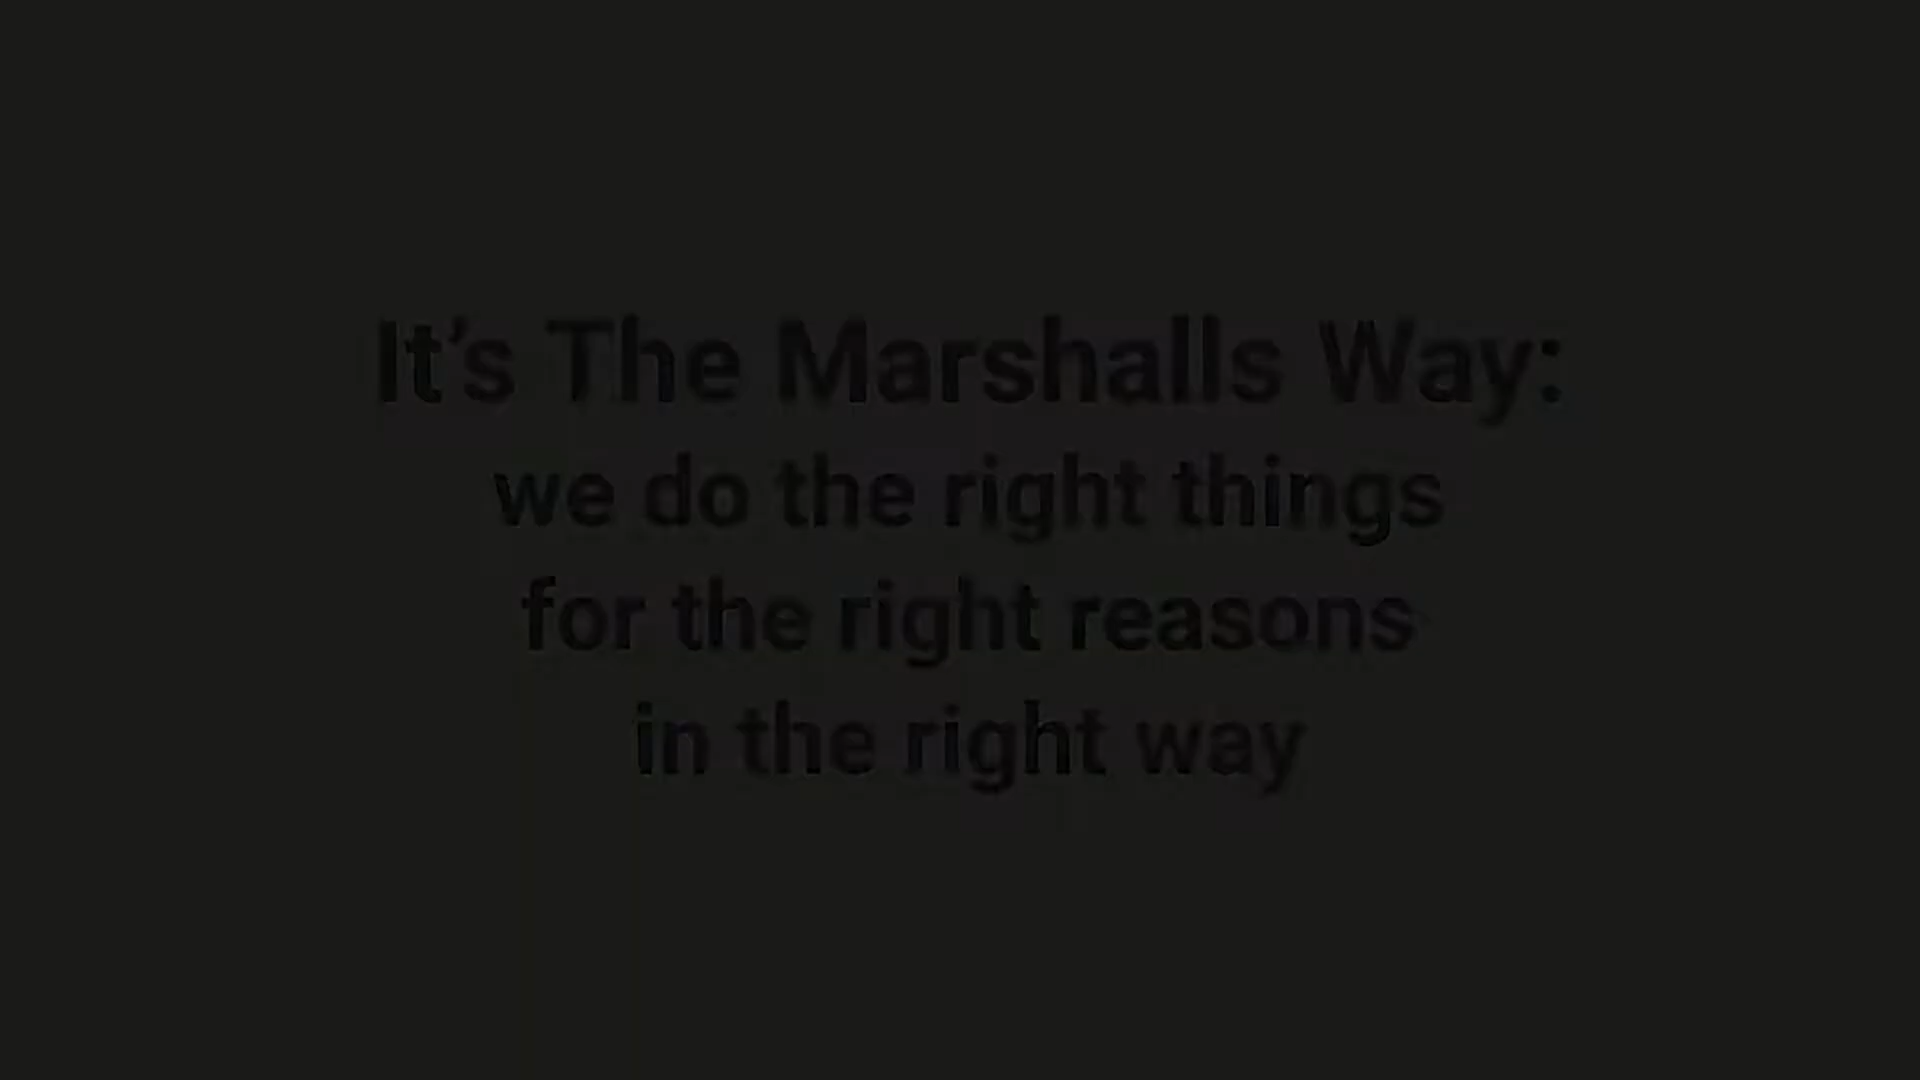 It’s The Marshalls Way:
we do the right things
for the right reasons
in the right way